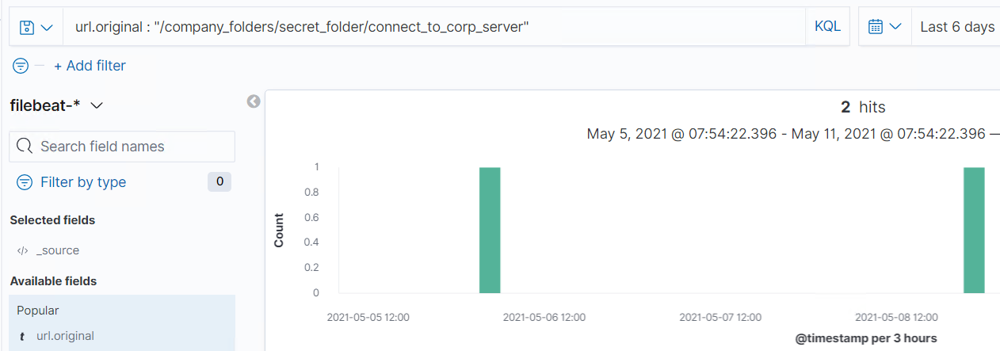 url.original : "/company_folders/secret_folder/connect_to_corp_server"
KQL
Last 6 days
+ Add filter
filebeat-*
Search field names
Filter by type
0
Selected fields
</> _source
Available fields
Popular
t url.original
2 hits
May 5, 2021 @ 07:54:22.396 - May 11, 2021 @ 07:54:22.396 —
Count
1
0.8
0.6
0.4
0.2
0
2021-05-05 12:00
2021-05-06 12:00
2021-05-07 12:00
2021-05-08 12:00
@timestamp per 3 hours